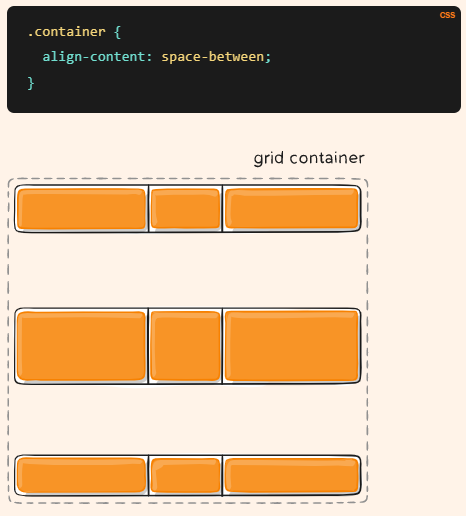 CSS
.container {
align-content: space-between;
}
grid container